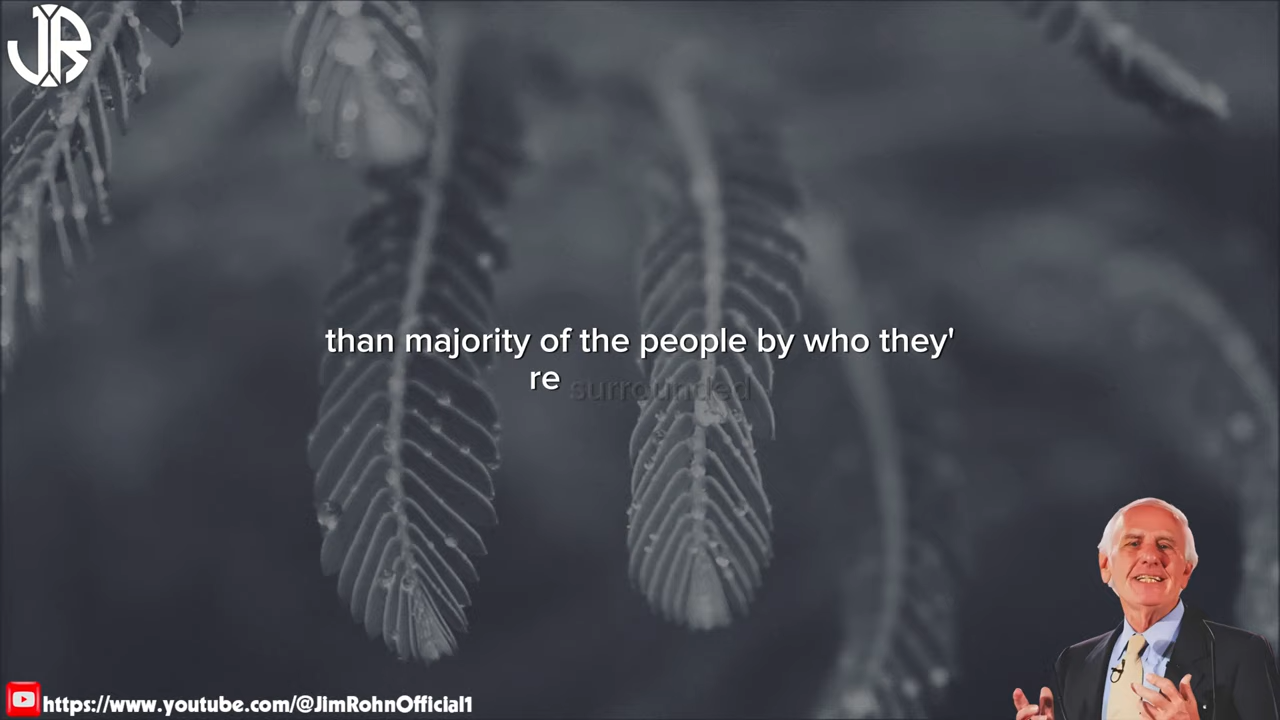 JR
than majority of the people by who they'
re surrounded
https://www.youtube.com/@JimRohnOfficial1